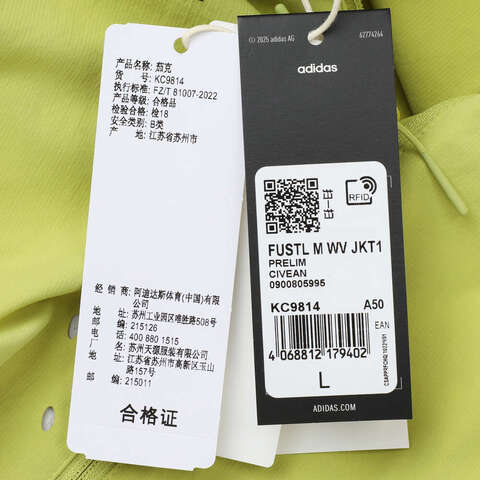 产品名称: 茄克
货 号: KC9814
执行标准: FZ/T 81007-2022
产品等级: 合格品
检验合格: 检18
安全类别: B类
产 地: 江苏省苏州市
经 销 商: 阿迪达斯体育(中国)有限公司
地 址: 苏州工业园区唯胜路508号
邮 编: 215126
电 话: 400 880 1515
厂 名: 苏州天源服装有限公司
地 址: 江苏省苏州市高新区玉山路157号
邮 编: 215011
合格证
© 2025 adidas AG
62774264
adidas
RFID
FUSTL M WV JKT1
PRELIM
CIVEAN
0900805995
KC9814
A50
EAN
4 068812 179402
L
ADIDAS.COM